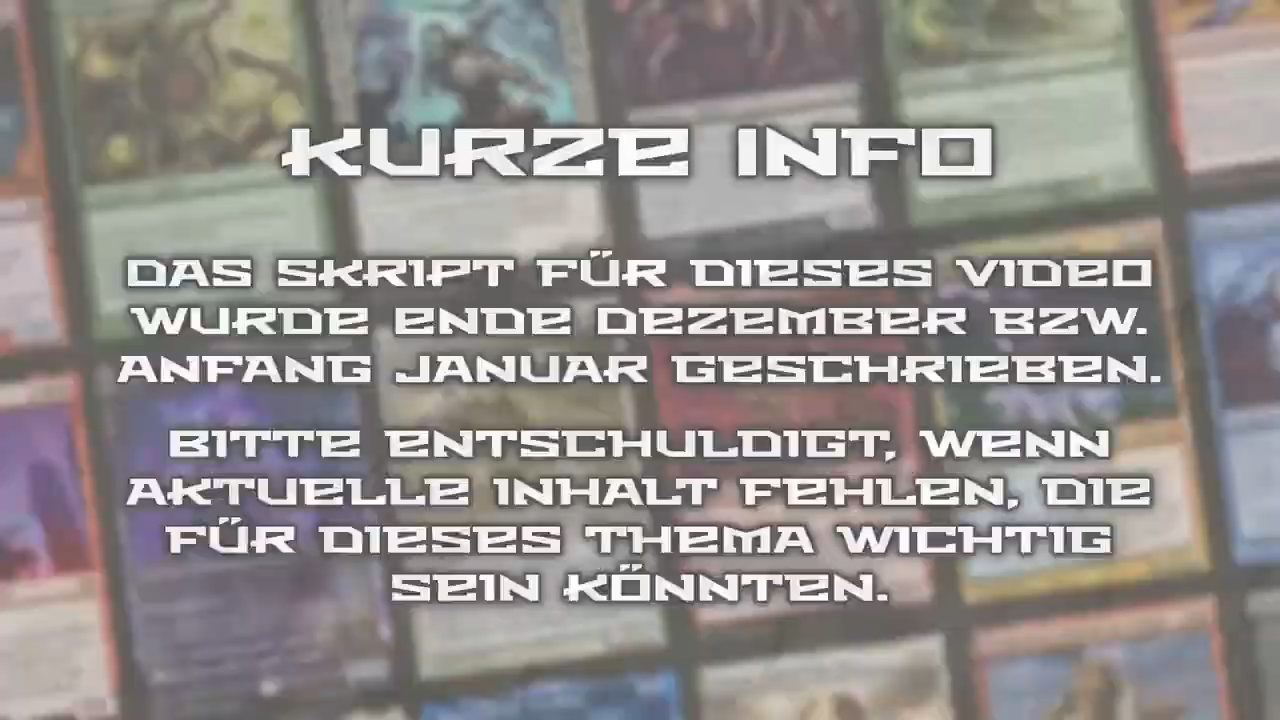 KURZE INFO
DAS SKRIPT FÜR DIESES VIDEO
WURDE ENDE DEZEMBER BZW.
ANFANG JANUAR GESCHRIEBEN.
BITTE ENTSCHULDIGT, WENN
AKTUELLE INHALT FEHLEN, DIE
FÜR DIESES THEMA WICHTIG
SEIN KÖNNTEN.